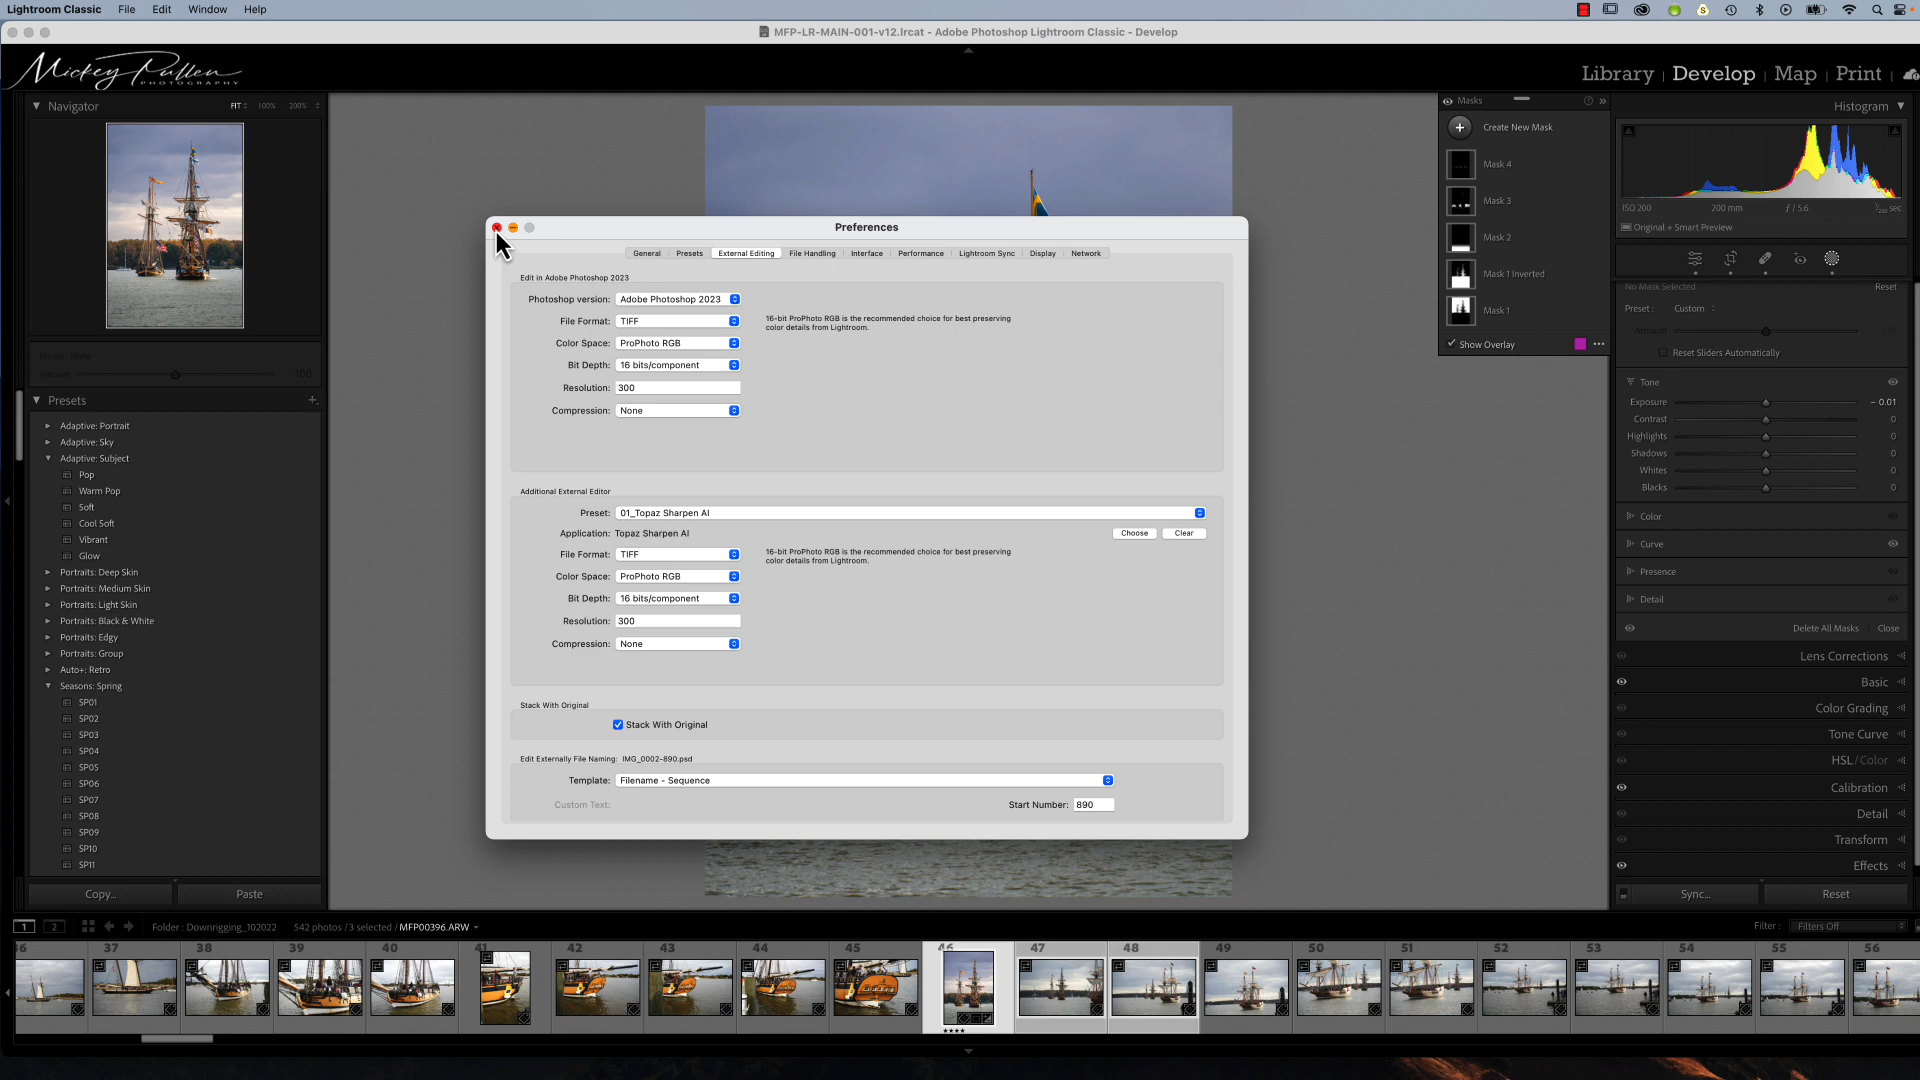 Lightroom Classic File Edit Window Help
MFP-LR-MAIN-001-v12.lrcat - Adobe Photoshop Lightroom Classic - Develop
Mickey Pullen
PHOTOGRAPHY
Library | Develop | Map | Print |
Navigator FIT 100% 200%
Preset : None
Amount 100
Presets +
Adaptive: Portrait
Adaptive: Sky
Adaptive: Subject
Pop
Warm Pop
Soft
Cool Soft
Vibrant
Glow
Portraits: Deep Skin
Portraits: Medium Skin
Portraits: Light Skin
Portraits: Black & White
Portraits: Edgy
Portraits: Group
Auto+: Retro
Seasons: Spring
SP01
SP02
SP03
SP04
SP05
SP06
SP07
SP08
SP09
SP10
SP11
Copy... Paste
Preferences
General Presets External Editing File Handling Interface Performance Lightroom Sync Display Network
Edit in Adobe Photoshop 2023
Photoshop version: Adobe Photoshop 2023
File Format: TIFF
16-bit ProPhoto RGB is the recommended choice for best preserving
color details from Lightroom.
Color Space: ProPhoto RGB
Bit Depth: 16 bits/component
Resolution: 300
Compression: None
Additional External Editor
Preset: 01_Topaz Sharpen AI
Application: Topaz Sharpen AI Choose Clear
File Format: TIFF
16-bit ProPhoto RGB is the recommended choice for best preserving
color details from Lightroom.
Color Space: ProPhoto RGB
Bit Depth: 16 bits/component
Resolution: 300
Compression: None
Stack With Original
Stack With Original
Edit Externally File Naming: IMG_0002-890.psd
Template: Filename - Sequence
Custom Text: Start Number: 890
Masks
Create New Mask
Mask 4
Mask 3
Mask 2
Mask 1 Inverted
Mask 1
Show Overlay
Histogram
ISO 200 200 mm ƒ / 5.6 sec
Original + Smart Preview
No Mask Selected Reset
Preset : Custom
Amount 100
Reset Sliders Automatically
Tone
Exposure - 0.01
Contrast 0
Highlights 0
Shadows 0
Whites 0
Blacks 0
Color
Curve
Presence
Detail
Delete All Masks Close
Lens Corrections
Basic
Color Grading
Tone Curve
HSL / Color
Calibration
Detail
Transform
Effects
Sync... Reset
1 2 Folder : Downrigging_102022 542 photos / 3 selected / MFP00396.ARW
Filter : Filters Off
37 38 39 40 41 42 43 44 45 46 47 48 49 50 51 52 53 54 55 56